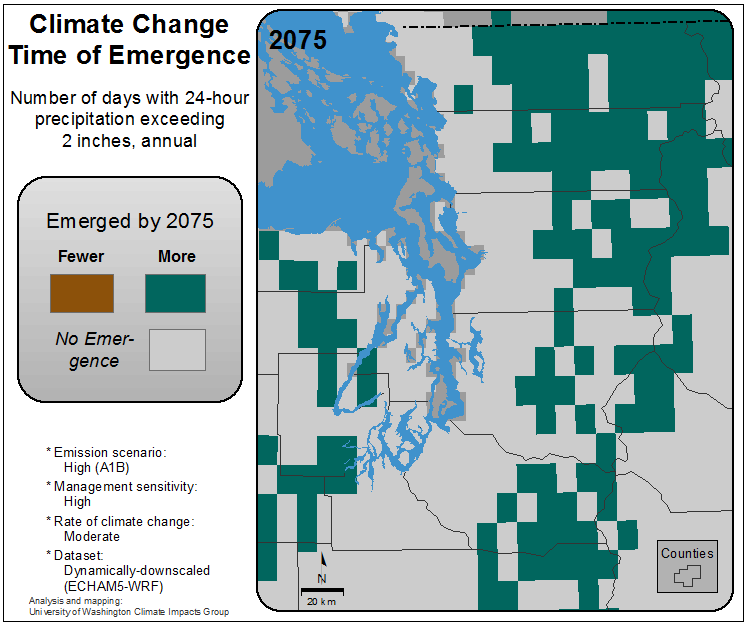 Climate Change
Time of Emergence
Number of days with 24-hour
precipitation exceeding
2 inches, annual
Emerged by 2075
Fewer
More
No Emer-
gence
* Emission scenario:
High (A1B)
* Management sensitivity:
High
* Rate of climate change:
Moderate
* Dataset:
Dynamically-downscaled
(ECHAM5-WRF)
Analysis and mapping:
University of Washington Climate Impacts Group
2075
N
20 km
Counties